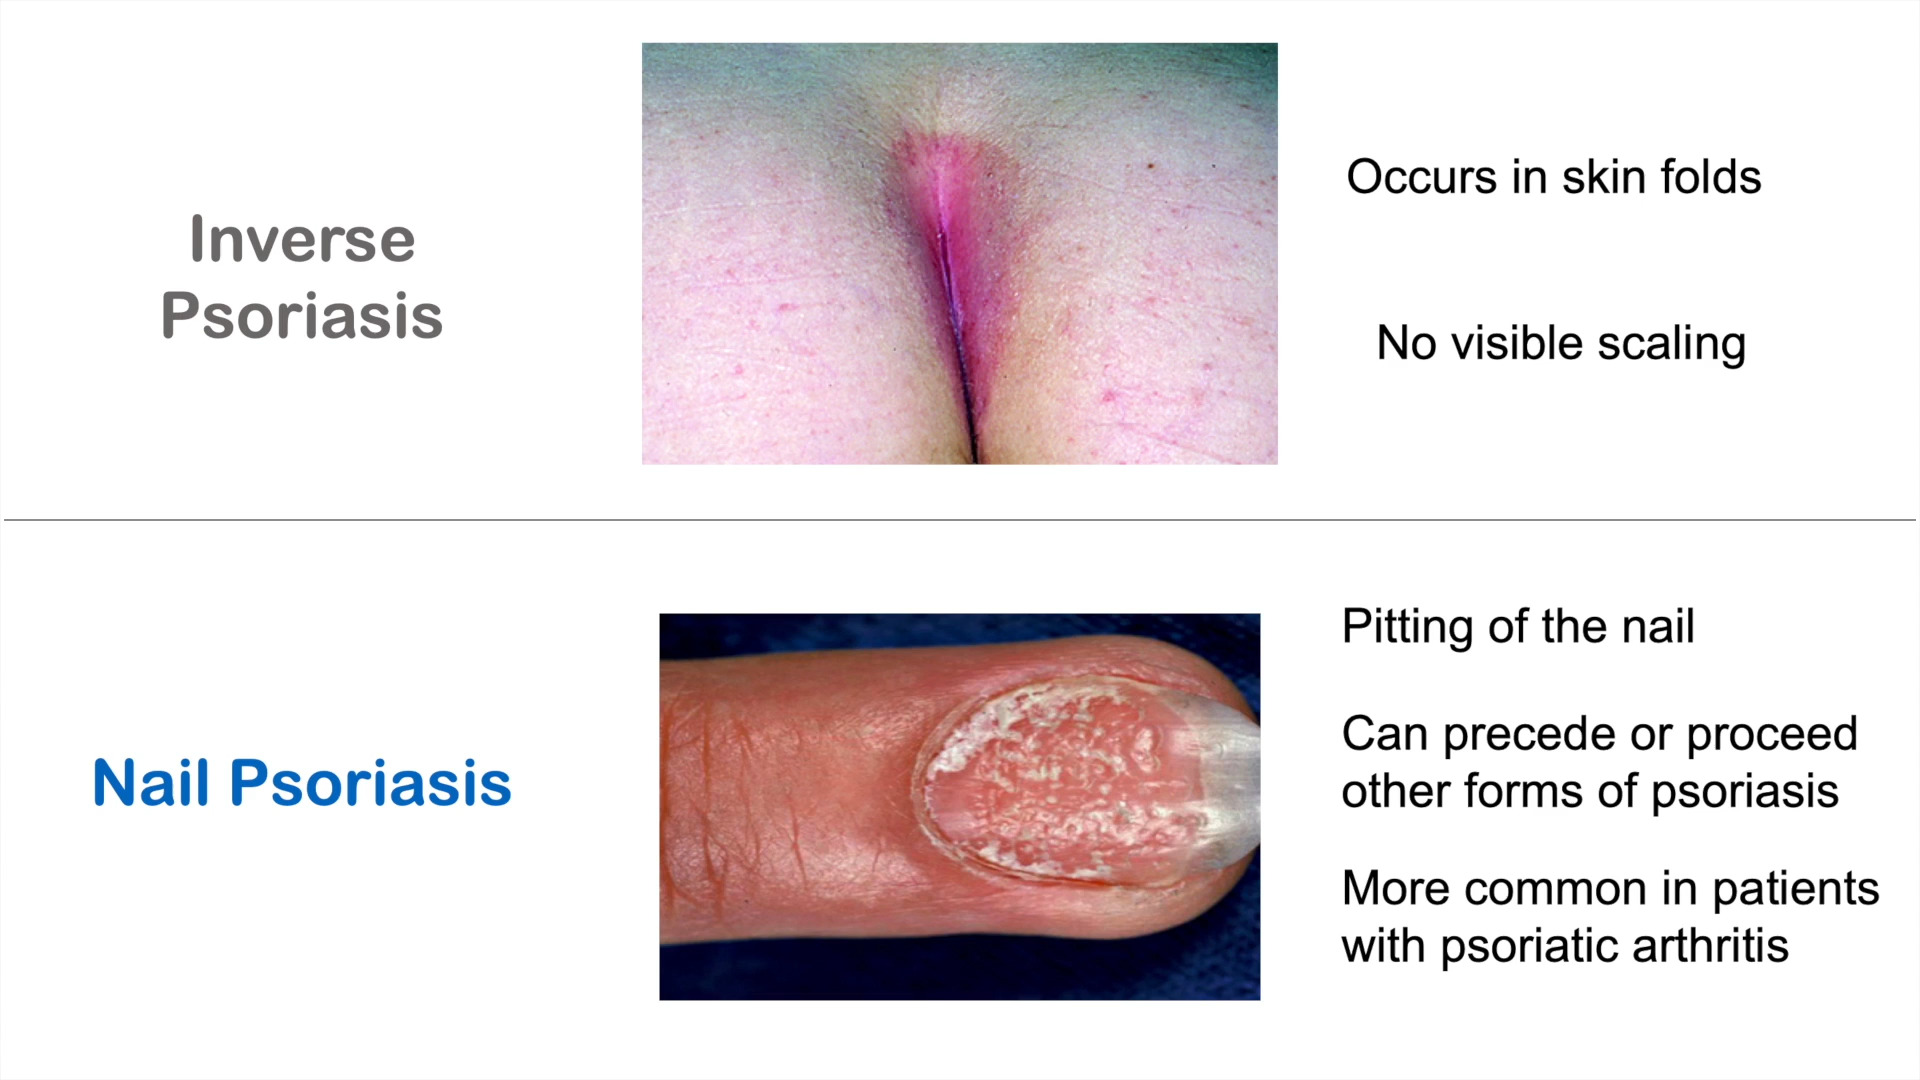 Inverse
Psoriasis
Occurs in skin folds
No visible scaling
Nail Psoriasis
Pitting of the nail
Can precede or proceed
other forms of psoriasis
More common in patients
with psoriatic arthritis